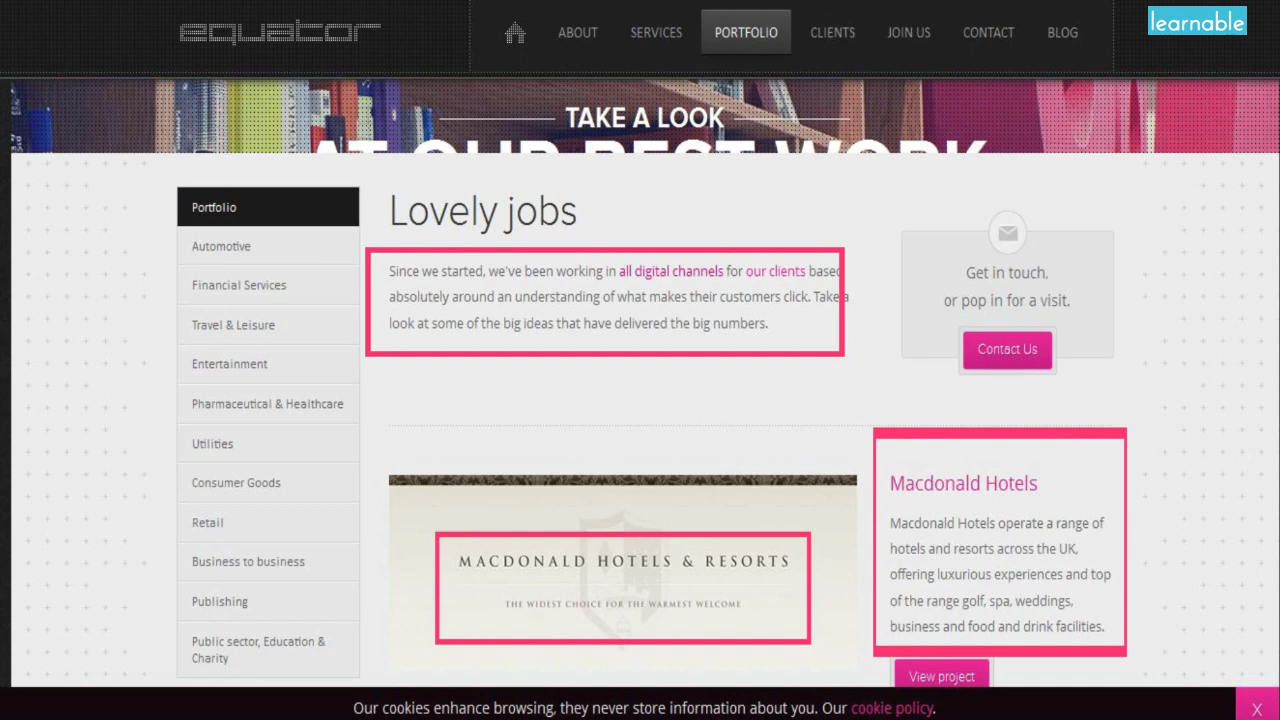 equator
ABOUT
SERVICES
PORTFOLIO
CLIENTS
JOIN US
CONTACT
BLOG
learnable
TAKE A LOOK
AT OUR BEST WORK
Portfolio
Automotive
Financial Services
Travel & Leisure
Entertainment
Pharmaceutical & Healthcare
Utilities
Consumer Goods
Retail
Business to business
Publishing
Public sector, Education &
Charity
Lovely jobs
Since we started, we've been working in all digital channels for our clients based
absolutely around an understanding of what makes their customers click. Take a
look at some of the big ideas that have delivered the big numbers.
Get in touch,
or pop in for a visit.
Contact Us
MACDONALD HOTELS & RESORTS
THE WIDEST CHOICE FOR THE WARMEST WELCOME
Macdonald Hotels
Macdonald Hotels operate a range of
hotels and resorts across the UK,
offering luxurious experiences and top
of the range golf, spa, weddings,
business and food and drink facilities.
View project
Our cookies enhance browsing, they never store information about you. Our cookie policy.
X